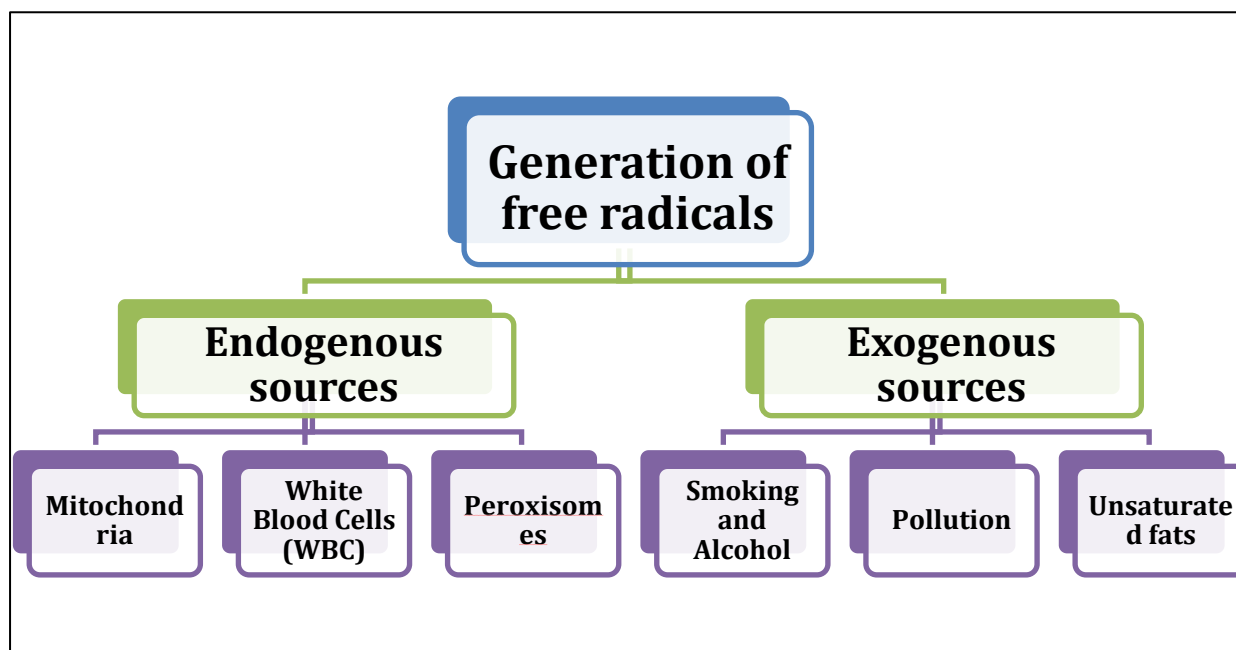 Generation of
free radicals
Endogenous
sources
Exogenous
sources
Mitochond
ria
White
Blood Cells
(WBC)
Peroxisom
es
Smoking
and
Alcohol
Pollution
Unsaturate
d fats